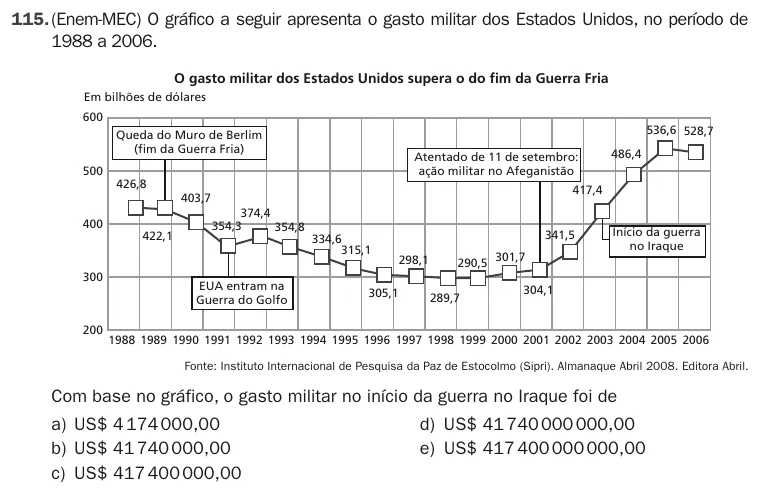 115. (Enem-MEC) O gráfico a seguir apresenta o gasto militar dos Estados Unidos, no período de
1988 a 2006.
O gasto militar dos Estados Unidos supera o do fim da Guerra Fria
Em bilhões de dólares
600
500
400
300
200
Queda do Muro de Berlim
(fim da Guerra Fria)
Atentado de 11 de setembro:
ação militar no Afeganistão
Início da guerra
no Iraque
EUA entram na
Guerra do Golfo
426,8
422,1
403,7
354,3
374,4
354,8
334,6
315,1
305,1
298,1
289,7
290,5
301,7
304,1
341,5
417,4
486,4
536,6
528,7
1988 1989 1990 1991 1992 1993 1994 1995 1996 1997 1998 1999 2000 2001 2002 2003 2004 2005 2006
Fonte: Instituto Internacional de Pesquisa da Paz de Estocolmo (Sipri). Almanaque Abril 2008. Editora Abril.
Com base no gráfico, o gasto militar no início da guerra no Iraque foi de
a) US$ 4 174 000,00
b) US$ 41 740 000,00
c) US$ 417 400 000,00
d) US$ 41 740 000 000,00
e) US$ 417 400 000 000,00